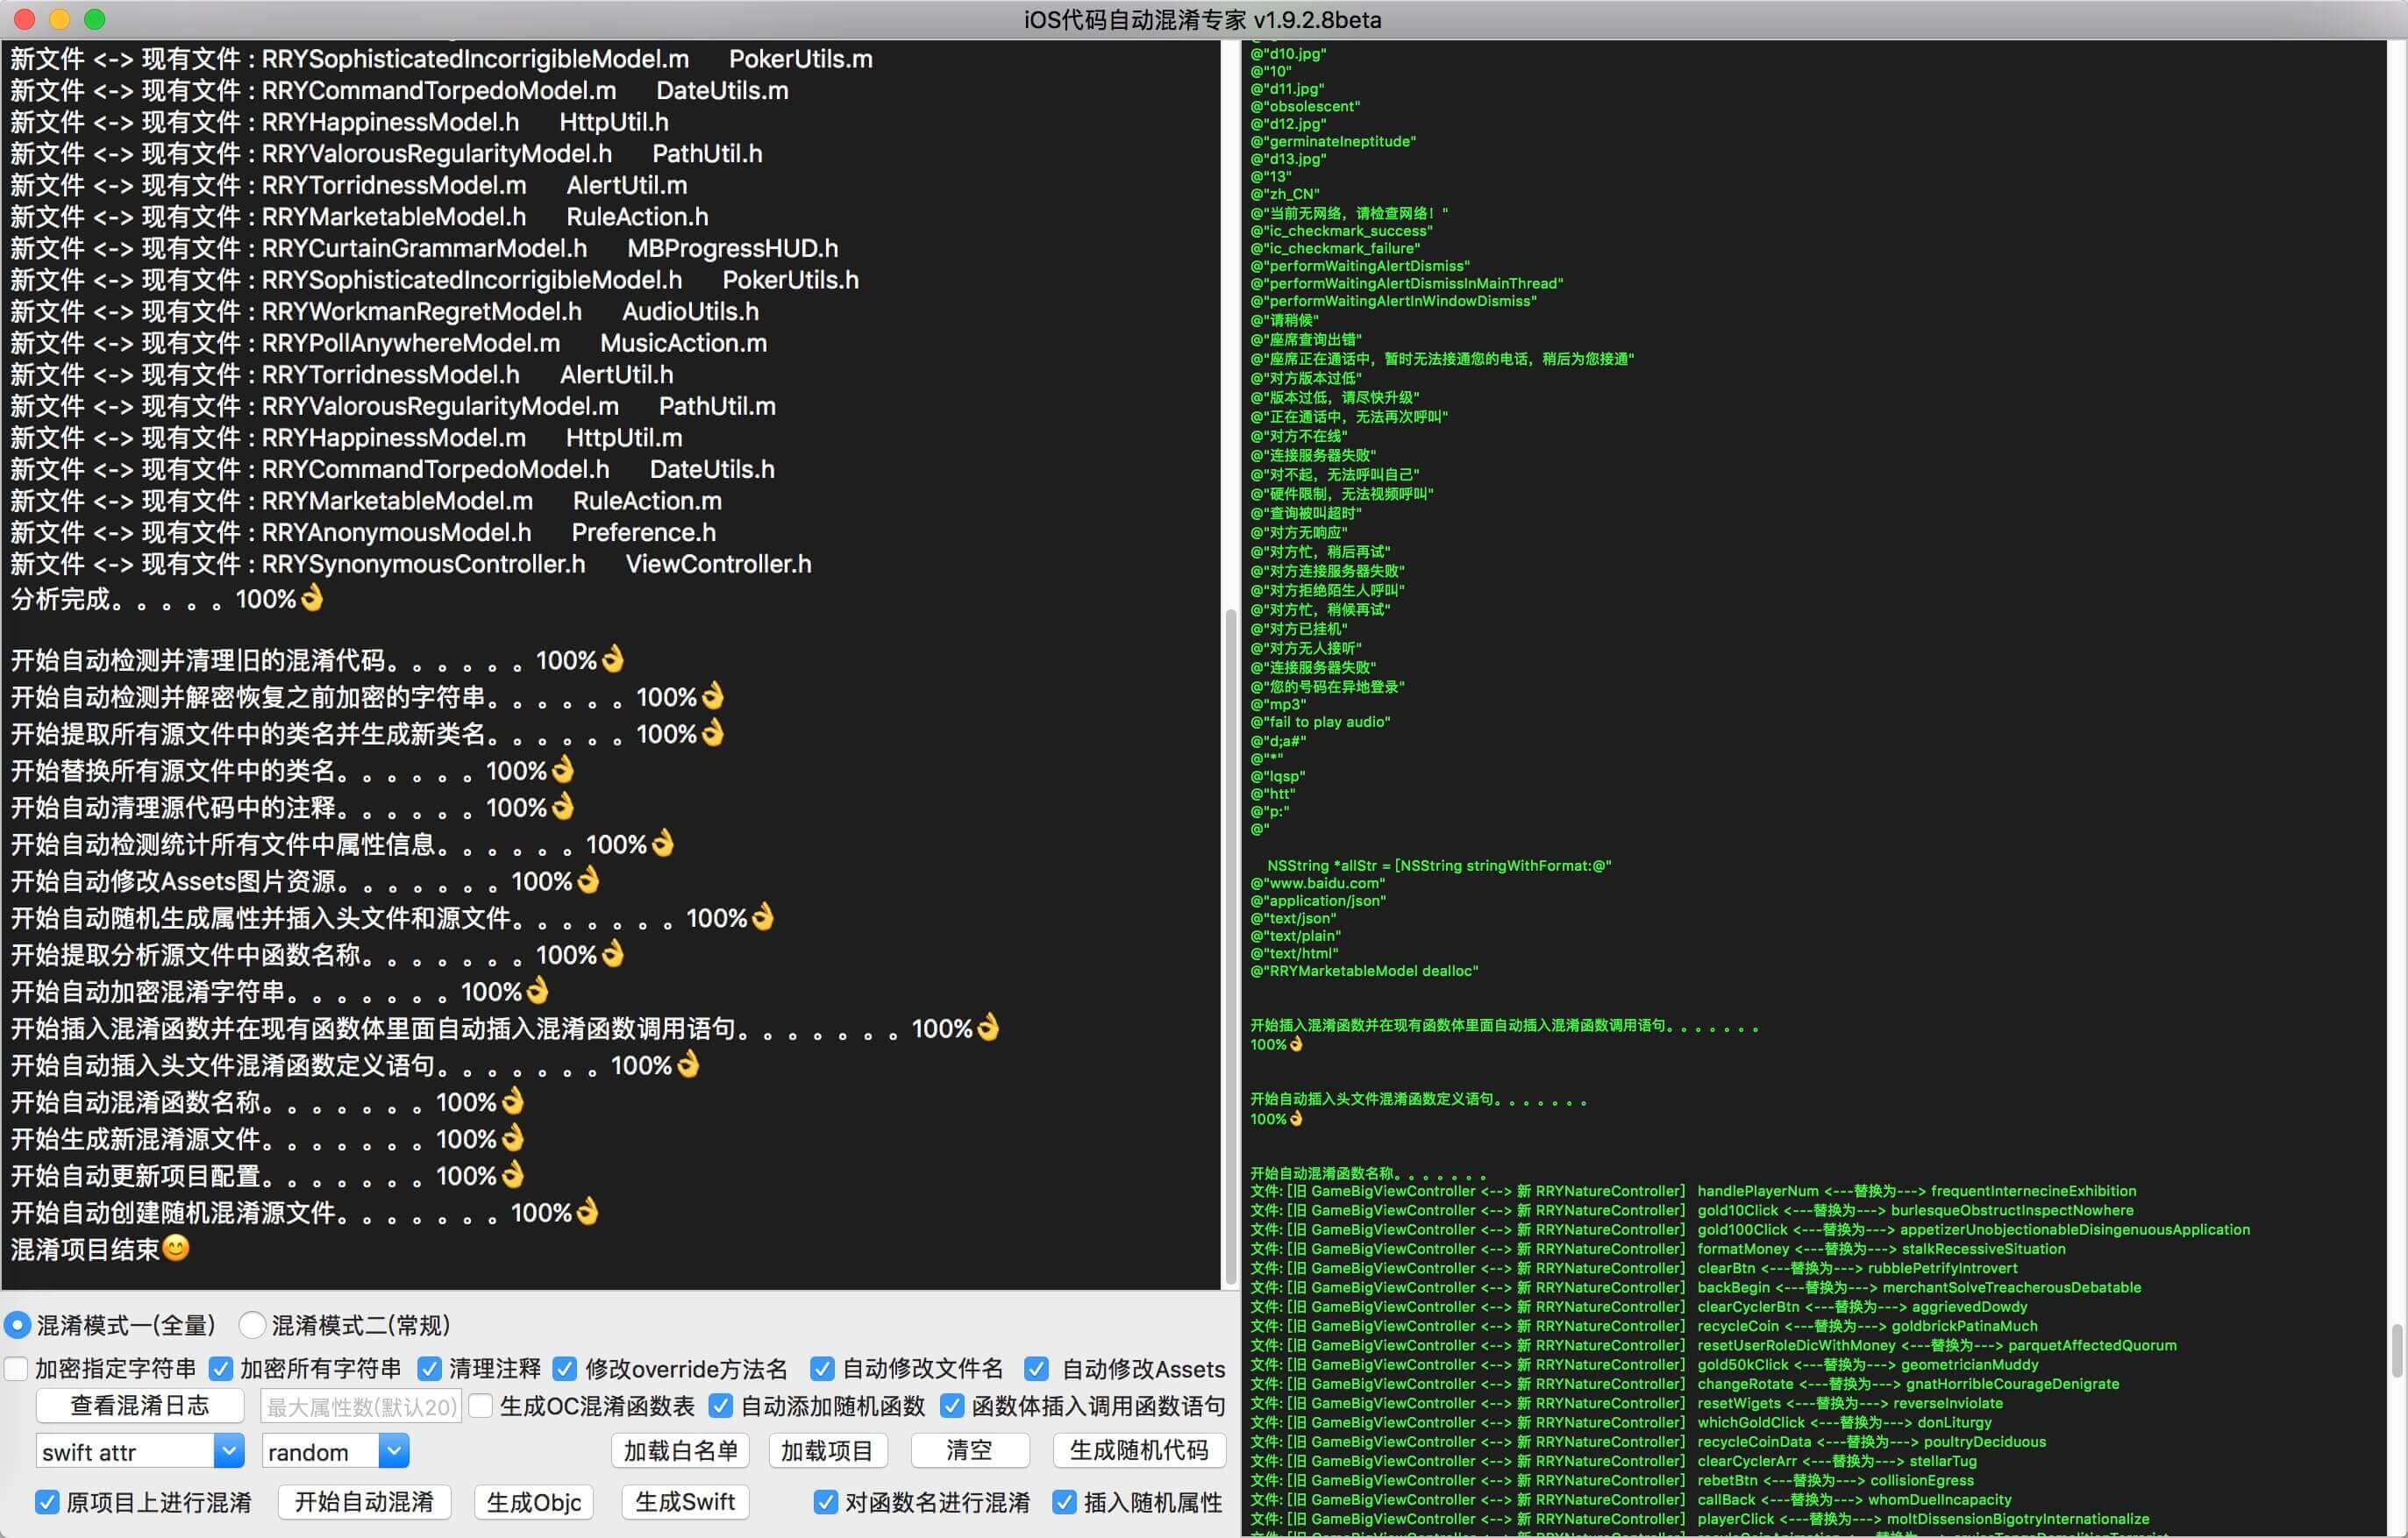 iOS代码自动混淆专家 v1.9.2.8beta
新文件 <-> 现有文件 : RRYSophisticatedIncorrigibleModel.m PokerUtils.m
新文件 <-> 现有文件 : RRYCommandTorpedoModel.m DateUtils.m
新文件 <-> 现有文件 : RRYHappinessModel.h HttpUtil.h
新文件 <-> 现有文件 : RRYValorousRegularityModel.h PathUtil.h
新文件 <-> 现有文件 : RRYTorridnessModel.m AlertUtil.m
新文件 <-> 现有文件 : RRYMarketableModel.h RuleAction.h
新文件 <-> 现有文件 : RRYCurtainGrammarModel.h MBProgressHUD.h
新文件 <-> 现有文件 : RRYSophisticatedIncorrigibleModel.h PokerUtils.h
新文件 <-> 现有文件 : RRYWorkmanRegretModel.h AudioUtils.h
新文件 <-> 现有文件 : RRYPollAnywhereModel.m MusicAction.m
新文件 <-> 现有文件 : RRYTorridnessModel.h AlertUtil.h
新文件 <-> 现有文件 : RRYValorousRegularityModel.m PathUtil.m
新文件 <-> 现有文件 : RRYHappinessModel.m HttpUtil.m
新文件 <-> 现有文件 : RRYCommandTorpedoModel.h DateUtils.h
新文件 <-> 现有文件 : RRYMarketableModel.m RuleAction.m
新文件 <-> 现有文件 : RRYAnonymousModel.h Preference.h
新文件 <-> 现有文件 : RRYSynonymousController.h ViewController.h
分析完成。。。。。100%👌
开始自动检测并清理旧的混淆代码。。。。。。100%👌
开始自动检测并解密恢复之前加密的字符串。。。。。。100%👌
开始提取所有源文件中的类名并生成新类名。。。。。。100%👌
开始替换所有源文件中的类名。。。。。。100%👌
开始自动清理源代码中的注释。。。。。。100%👌
开始自动检测统计所有文件中属性信息。。。。。。100%👌
开始自动修改Assets图片资源。。。。。。。100%👌
开始自动随机生成属性并插入头文件和源文件。。。。。。。100%👌
开始提取分析源文件中函数名称。。。。。。。100%👌
开始自动加密混淆字符串。。。。。。。100%👌
开始插入混淆函数并在现有函数体里面自动插入混淆函数调用语句。。。。。。。100%👌
开始自动插入头文件混淆函数定义语句。。。。。。。100%👌
开始自动混淆函数名称。。。。。。。100%👌
开始生成新混淆源文件。。。。。。。100%👌
开始自动更新项目配置。。。。。。。100%👌
开始自动创建随机混淆源文件。。。。。。。100%👌
混淆项目结束😊
混淆模式一(全量) 混淆模式二(常规)
加密指定字符串 加密所有字符串 清理注释 修改override方法名 自动修改文件名 自动修改Assets
查看混淆日志 最大属性数(默认20) 生成OC混淆函数表 自动添加随机函数 函数体插入调用函数语句
swift attr random 加载白名单 加载项目 清空 生成随机代码
原项目上进行混淆 开始自动混淆 生成Objc 生成Swift 对函数名进行混淆 插入随机属性
@"d10.jpg"
@"10"
@"d11.jpg"
@"obsolescent"
@"d12.jpg"
@"germinateIneptitude"
@"d13.jpg"
@"13"
@"zh_CN"
@"当前无网络，请检查网络！"
@"ic_checkmark_success"
@"ic_checkmark_failure"
@"performWaitingAlertDismiss"
@"performWaitingAlertDismissInMainThread"
@"performWaitingAlertInWindowDismiss"
@"请稍候"
@"座席查询出错"
@"座席正在通话中，暂时无法接通您的电话，稍后为您接通"
@"对方版本过低"
@"版本过低，请尽快升级"
@"正在通话中，无法再次呼叫"
@"对方不在线"
@"连接服务器失败"
@"对不起，无法呼叫自己"
@"硬件限制，无法视频呼叫"
@"查询被叫超时"
@"对方无响应"
@"对方忙，稍后再试"
@"对方连接服务器失败"
@"对方拒绝陌生人呼叫"
@"对方忙，稍候再试"
@"对方已挂机"
@"对方无人接听"
@"连接服务器失败"
@"您的号码在异地登录"
@"mp3"
@"fail to play audio"
@"d;a#"
@"*"
@"lqsp"
@"htt"
@"p:"
@"
NSString *allStr = [NSString stringWithFormat:@"
@"www.baidu.com"
@"application/json"
@"text/json"
@"text/plain"
@"text/html"
@"RRYMarketableModel dealloc"
开始插入混淆函数并在现有函数体里面自动插入混淆函数调用语句。。。。。。。
100%👌
开始自动插入头文件混淆函数定义语句。。。。。。。
100%👌
开始自动混淆函数名称。。。。。。。
文件: [旧 GameBigViewController <--> 新 RRYNatureController] handlePlayerNum <---替换为---> frequentInternecineExhibition
文件: [旧 GameBigViewController <--> 新 RRYNatureController] gold10Click <---替换为---> burlesqueObstructInspectNowhere
文件: [旧 GameBigViewController <--> 新 RRYNatureController] gold100Click <---替换为---> appetizerUnobjectionableDisingenuousApplication
文件: [旧 GameBigViewController <--> 新 RRYNatureController] formatMoney <---替换为---> stalkRecessiveSituation
文件: [旧 GameBigViewController <--> 新 RRYNatureController] clearBtn <---替换为---> rubblePetrifyIntrovert
文件: [旧 GameBigViewController <--> 新 RRYNatureController] backBegin <---替换为---> merchantSolveTreacherousDebatable
文件: [旧 GameBigViewController <--> 新 RRYNatureController] clearCyclerBtn <---替换为---> aggrievedDowdy
文件: [旧 GameBigViewController <--> 新 RRYNatureController] recycleCoin <---替换为---> goldbrickPatinaMuch
文件: [旧 GameBigViewController <--> 新 RRYNatureController] resetUserRoleDicWithMoney <---替换为---> parquetAffectedQuorum
文件: [旧 GameBigViewController <--> 新 RRYNatureController] gold50kClick <---替换为---> geometricianMuddy
文件: [旧 GameBigViewController <--> 新 RRYNatureController] changeRotate <---替换为---> gnatHorribleCourageDenigrate
文件: [旧 GameBigViewController <--> 新 RRYNatureController] resetWigets <---替换为---> reverseInviolate
文件: [旧 GameBigViewController <--> 新 RRYNatureController] whichGoldClick <---替换为---> donLiturgy
文件: [旧 GameBigViewController <--> 新 RRYNatureController] recycleCoinData <---替换为---> poultryDeciduous
文件: [旧 GameBigViewController <--> 新 RRYNatureController] clearCyclerArr <---替换为---> stellarTug
文件: [旧 GameBigViewController <--> 新 RRYNatureController] rebetBtn <---替换为---> collisionEgress
文件: [旧 GameBigViewController <--> 新 RRYNatureController] callBack <---替换为---> whomDuelIncapacity
文件: [旧 GameBigViewController <--> 新 RRYNatureController] playerClick <---替换为---> moltDissensionBigotryInternationalize